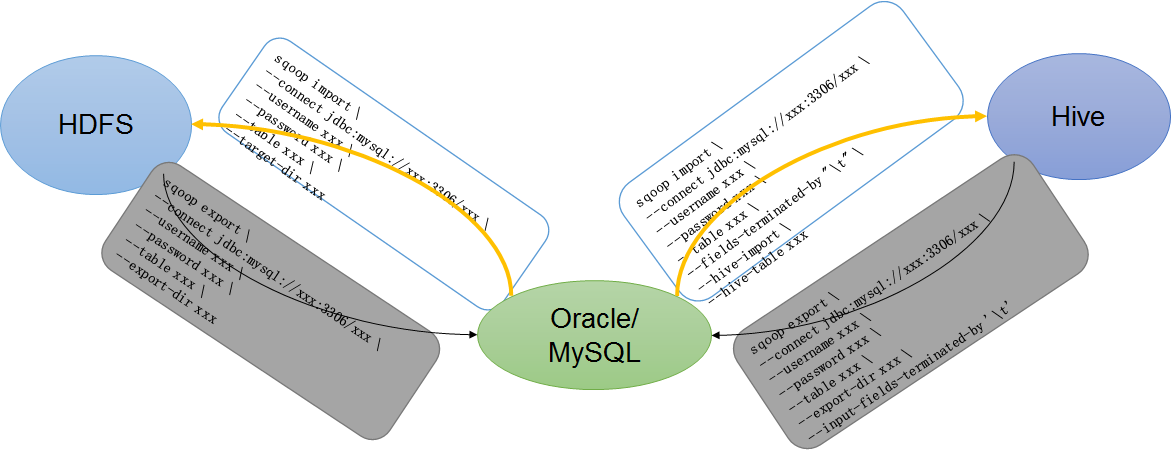 HDFS
sqoop import \
--connect jdbc:mysql://xxx:3306/xxx \
--username xxx \
--password xxx \
--table xxx \
--target-dir xxx
sqoop export \
--connect jdbc:mysql://xxx:3306/xxx \
--username xxx \
--password xxx \
--table xxx \
--export-dir xxx
Oracle/
MySQL
sqoop import \
--connect jdbc:mysql://xxx:3306/xxx \
--username xxx \
--password xxx \
--table xxx \
--fields-terminated-by "\t" \
--hive-import \
--hive-table xxx
Hive
sqoop export \
--connect jdbc:mysql://xxx:3306/xxx \
--username xxx \
--password xxx \
--table xxx \
--export-dir xxx \
--input-fields-terminated-by '\t'